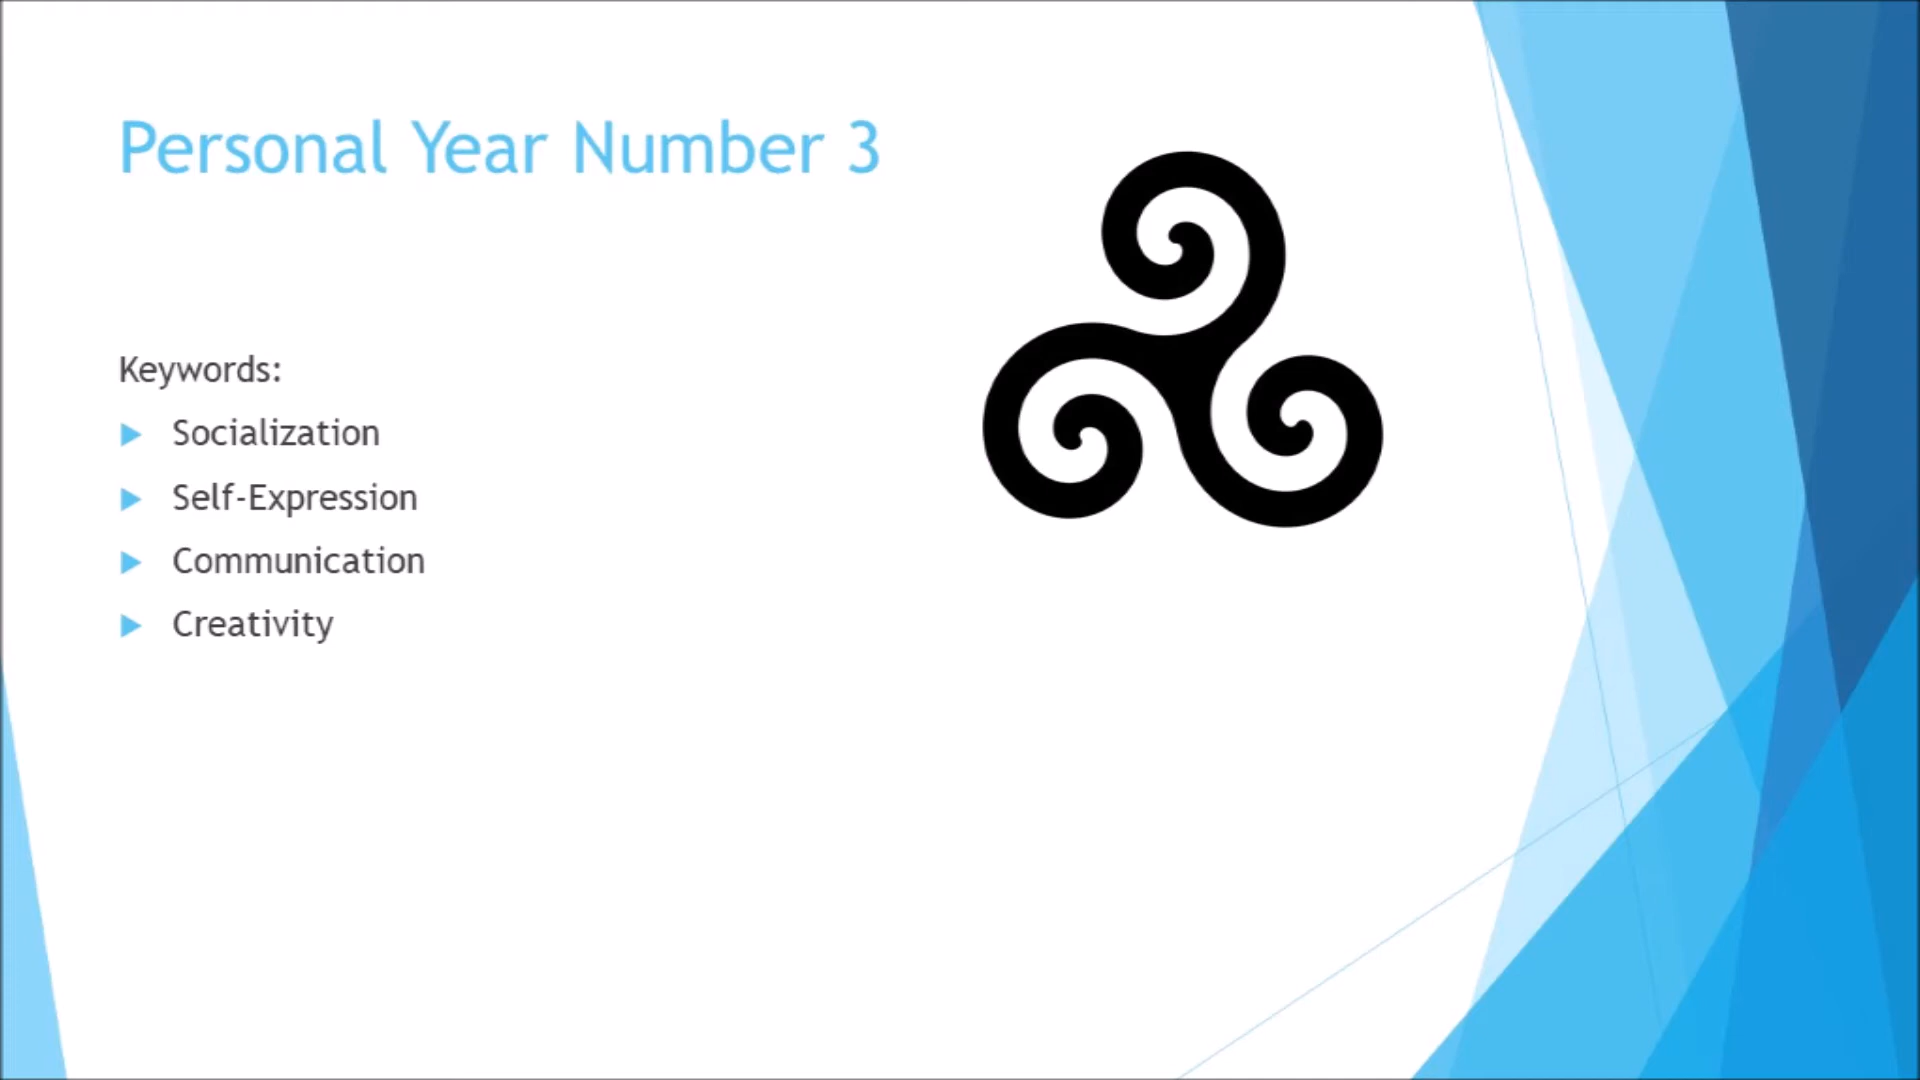 Personal Year Number 3
Keywords:
Socialization
Self-Expression
Communication
Creativity